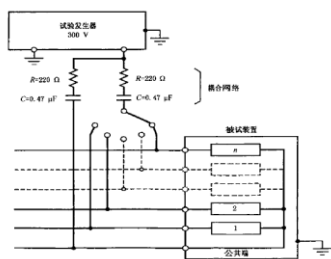 试验发生器
300 V
R=220 Ω
R=220 Ω
C=0.47 μF
C=0.47 μF
耦合网络
被试装置
n
2
1
公共端